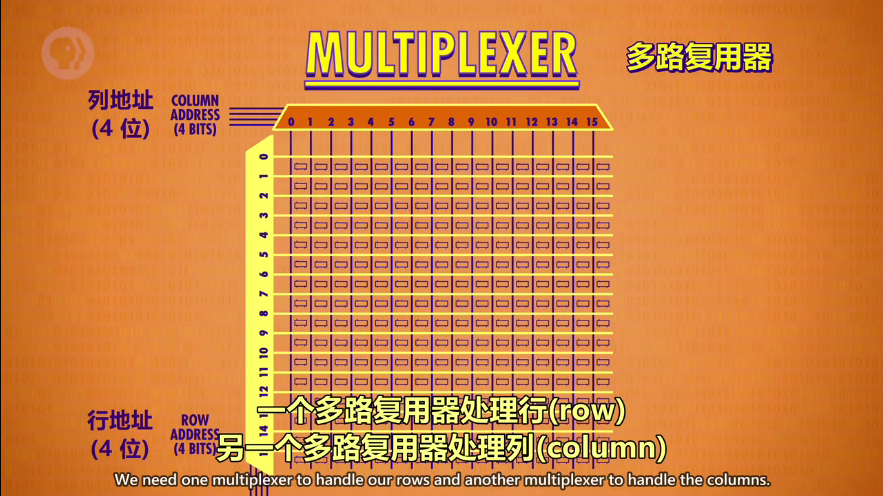 MULTIPLEXER
多路复用器
列地址
(4 位)
COLUMN
ADDRESS
(4 BITS)
0 1 2 3 4 5 6 7 8 9 10 11 12 13 14 15
0
1
2
3
4
5
6
7
8
9
10
11
12
14
行地址
(4 位)
ROW
ADDRESS
(4 BITS)
一个多路复用器处理行(row)
另一个多路复用器处理列(column)
We need one multiplexer to handle our rows and another multiplexer to handle the columns.